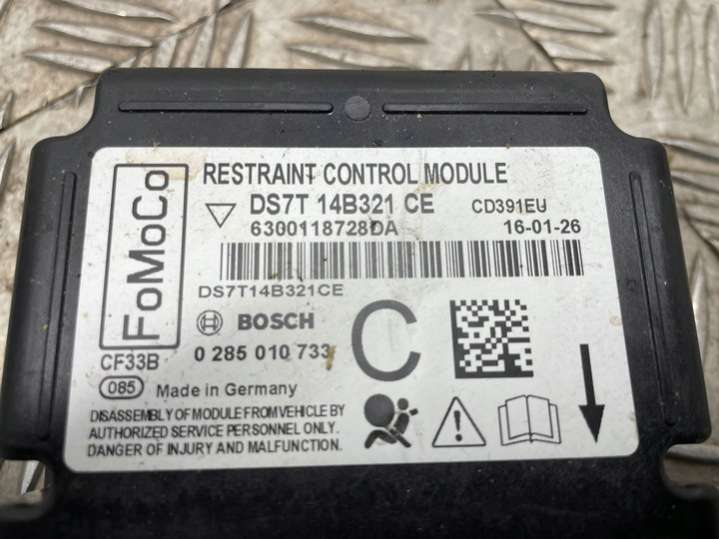 FoMoCo
RESTRAINT CONTROL MODULE
DS7T 14B321 CE CD391EU
6300118728DA 16-01-26
DS7T14B321CE
BOSCH
0 285 010 733
C
CF33B
085 Made in Germany
DISASSEMBLY OF MODULE FROM VEHICLE BY
AUTHORIZED SERVICE PERSONNEL ONLY.
DANGER OF INJURY AND MALFUNCTION.